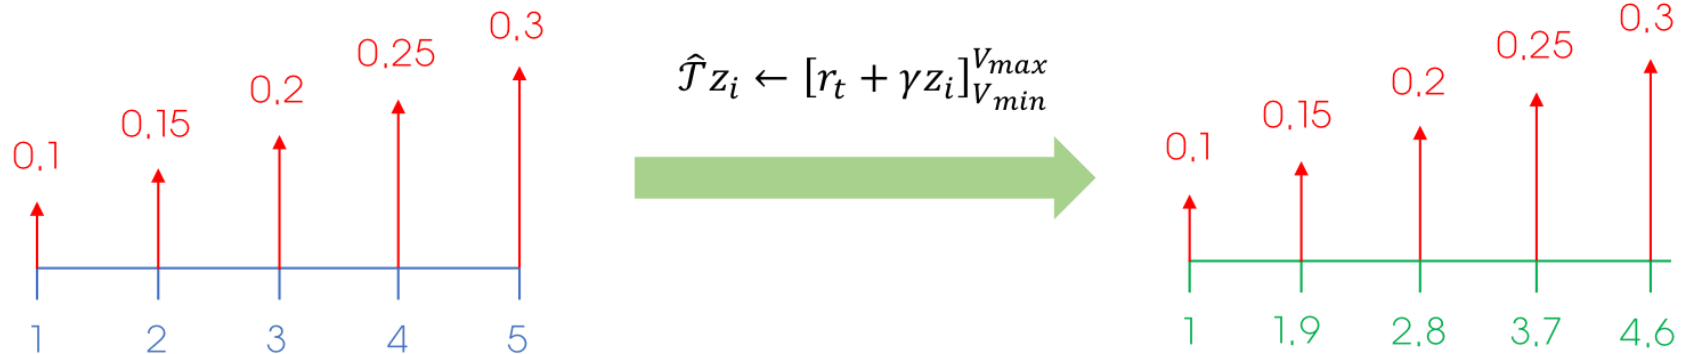 0.1 0.15 0.2 0.25 0.3
1 2 3 4 5
𝒯̂z_i ← [r_t + γz_i]_{V_min}^{V_max}
0.1 0.15 0.2 0.25 0.3
1 1.9 2.8 3.7 4.6